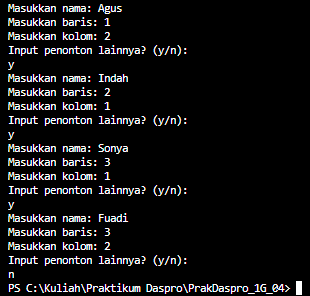 Masukkan nama: Agus
Masukkan baris: 1
Masukkan kolom: 2
Input penonton lainnya? (y/n):
y
Masukkan nama: Indah
Masukkan baris: 2
Masukkan kolom: 1
Input penonton lainnya? (y/n):
y
Masukkan nama: Sonya
Masukkan baris: 3
Masukkan kolom: 1
Input penonton lainnya? (y/n):
y
Masukkan nama: Fuadi
Masukkan baris: 3
Masukkan kolom: 2
Input penonton lainnya? (y/n):
n
PS C:\Kuliah\Praktikum Daspro\PrakDaspro_1G_04>